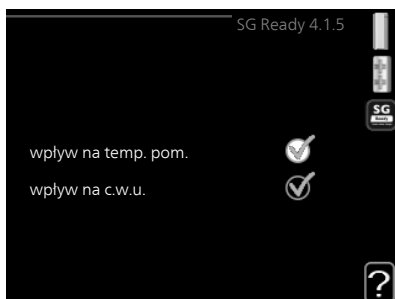 SG Ready 4.1.5
SG
Ready
wpływ na temp. pom.
wpływ na c.w.u.
?